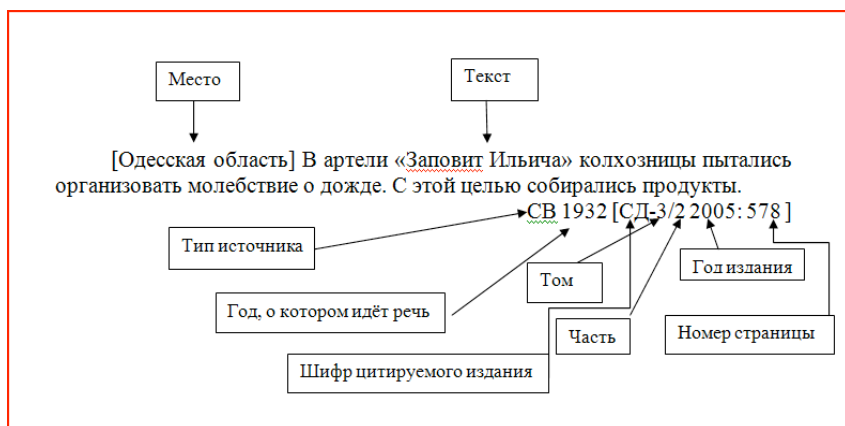 Место
Текст
[Одесская область] В артели «Заповит Ильича» колхозницы пытались
организовать молебствие о дожде. С этой целью собирались продукты.
СВ 1932 [СД-3/2 2005: 578]
Тип источника
Год издания
Том
Год, о котором идёт речь
Часть
Номер страницы
Шифр цитируемого издания